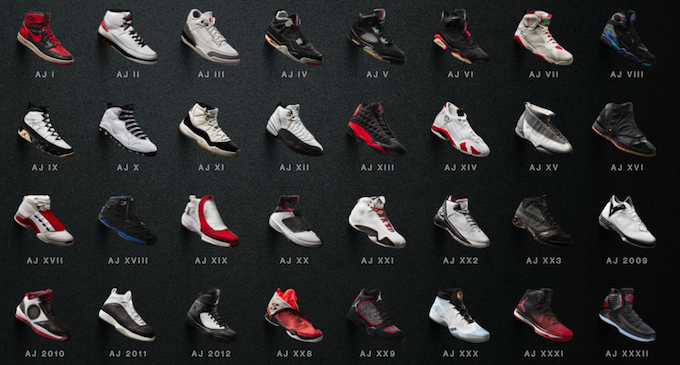 AJ I AJ II AJ III AJ IV AJ V AJ VI AJ VII AJ VIII
AJ IX AJ X AJ XI AJ XII AJ XIII AJ XIV AJ XV AJ XVI
AJ XVII AJ XVIII AJ XIX AJ XX AJ XXI AJ XX2 AJ XX3 AJ 2009
AJ 2010 AJ 2011 AJ 2012 AJ XX8 AJ XX9 AJ XXX AJ XXXI AJ XXXII